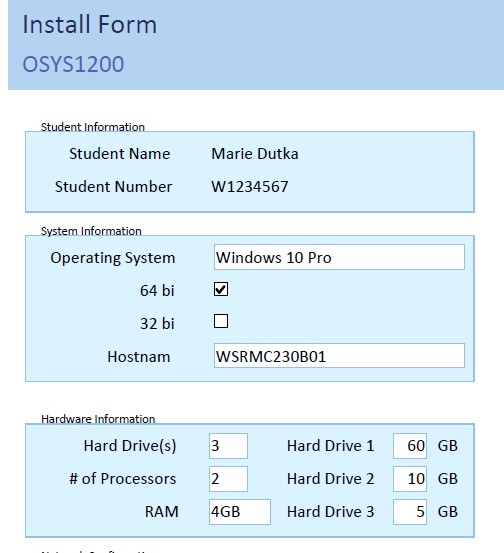 Install Form
OSYS1200
Student Information
Student Name Marie Dutka
Student Number W1234567
System Information
Operating System Windows 10 Pro
64 bi
32 bi
Hostnam WSRMC230B01
Hardware Information
Hard Drive(s) 3 Hard Drive 1 60 GB
# of Processors 2 Hard Drive 2 10 GB
RAM 4GB Hard Drive 3 5 GB